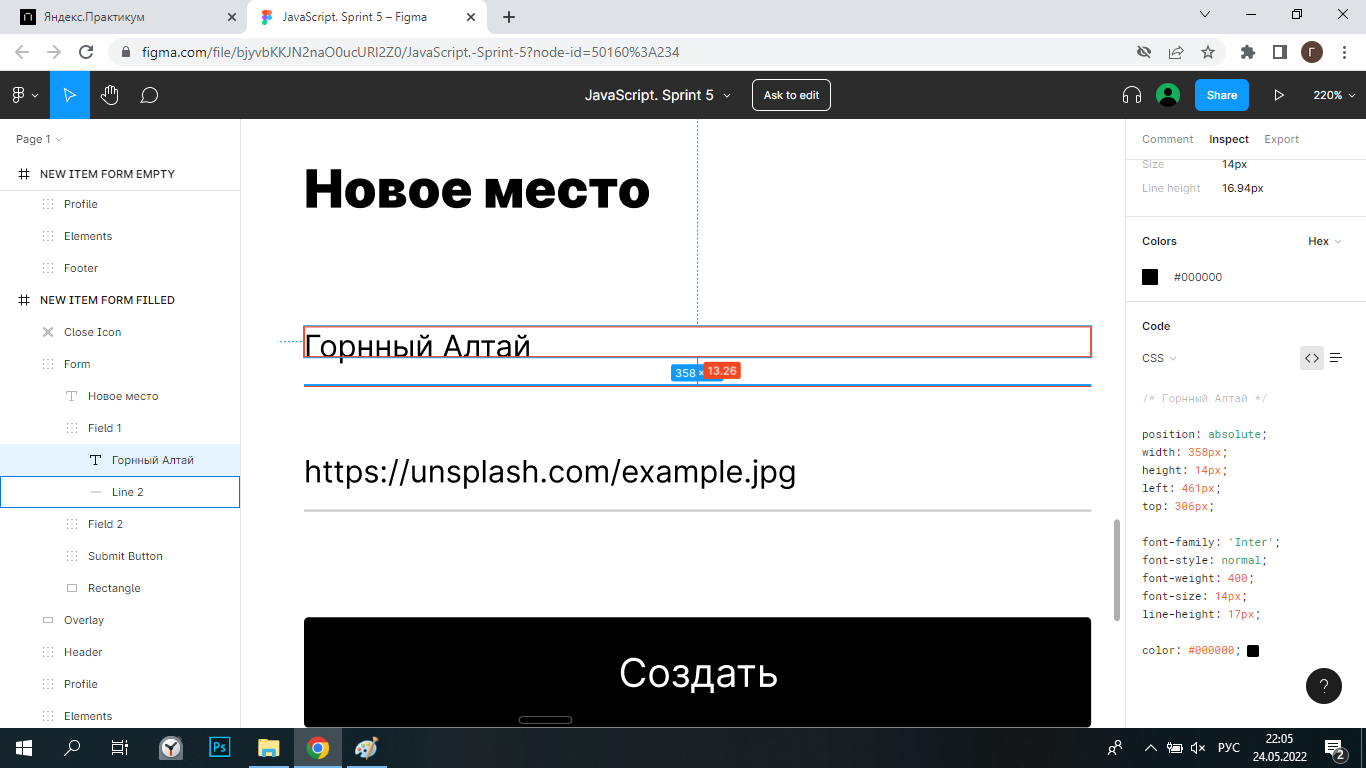 Яндекс.Практикум
JavaScript. Sprint 5 – Figma
figma.com/file/bjyvbKKJN2naO0ucURI2Z0/JavaScript.-Sprint-5?node-id=50160%3A234
Г
JavaScript. Sprint 5
Ask to edit
Share
220%
Page 1
NEW ITEM FORM EMPTY
Profile
Elements
Footer
NEW ITEM FORM FILLED
Close Icon
Form
Новое место
Field 1
Горнный Алтай
Line 2
Field 2
Submit Button
Rectangle
Overlay
Header
Profile
Elements
Новое место
Горнный Алтай
358 ×
13.26
https://unsplash.com/example.jpg
Создать
Comment
Inspect
Export
Size
14px
Line height
16.94px
Colors
Hex
#000000
Code
CSS
/* Горнный Алтай */
position: absolute;
width: 358px;
height: 14px;
left: 461px;
top: 306px;
font-family: 'Inter';
font-style: normal;
font-weight: 400;
font-size: 14px;
line-height: 17px;
color: #000000;
?
Ps
РУС
22:05
24.05.2022
2